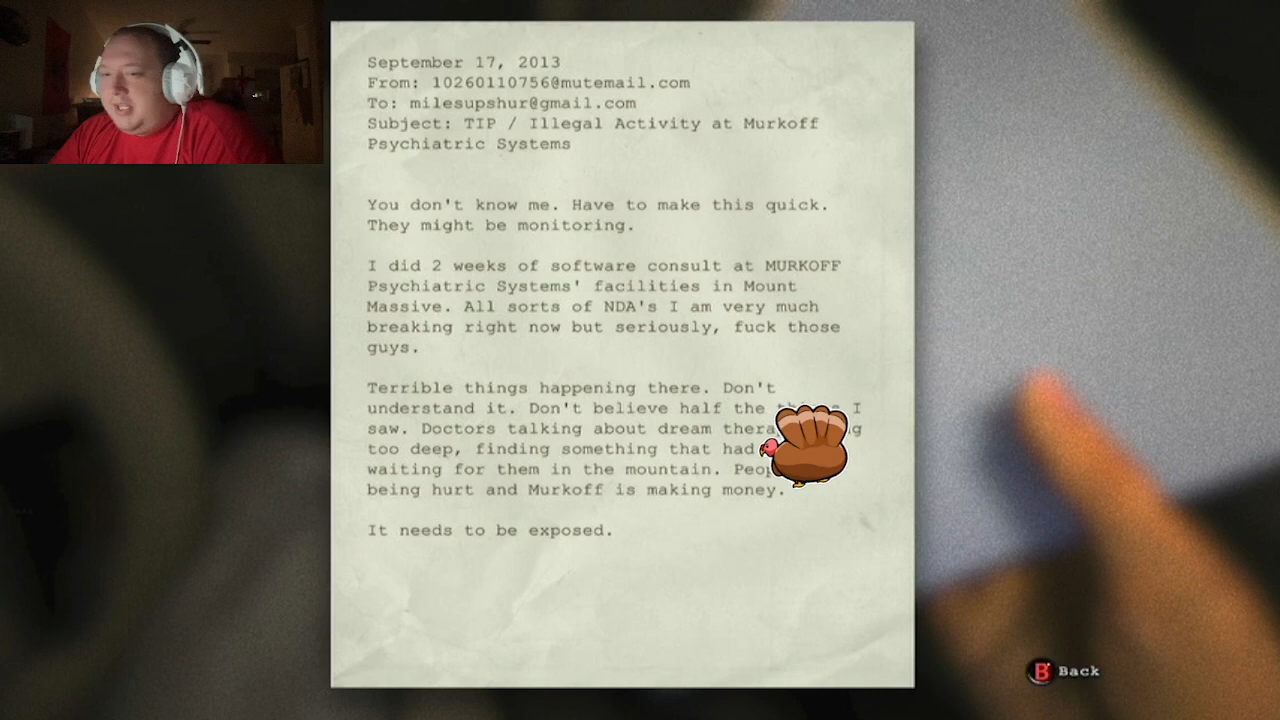 September 17, 2013
From: 10260110756@mutemail.com
To: milesupshur@gmail.com
Subject: TIP / Illegal Activity at Murkoff
Psychiatric Systems
You don't know me. Have to make this quick.
They might be monitoring.
I did 2 weeks of software consult at MURKOFF
Psychiatric Systems' facilities in Mount
Massive. All sorts of NDA's I am very much
breaking right now but seriously, fuck those
guys.
Terrible things happening there. Don't
understand it. Don't believe half the I
saw. Doctors talking about dream
too deep, finding something that had
waiting for them in the mountain.
being hurt and Murkoff is making money.
It needs to be exposed.
B Back